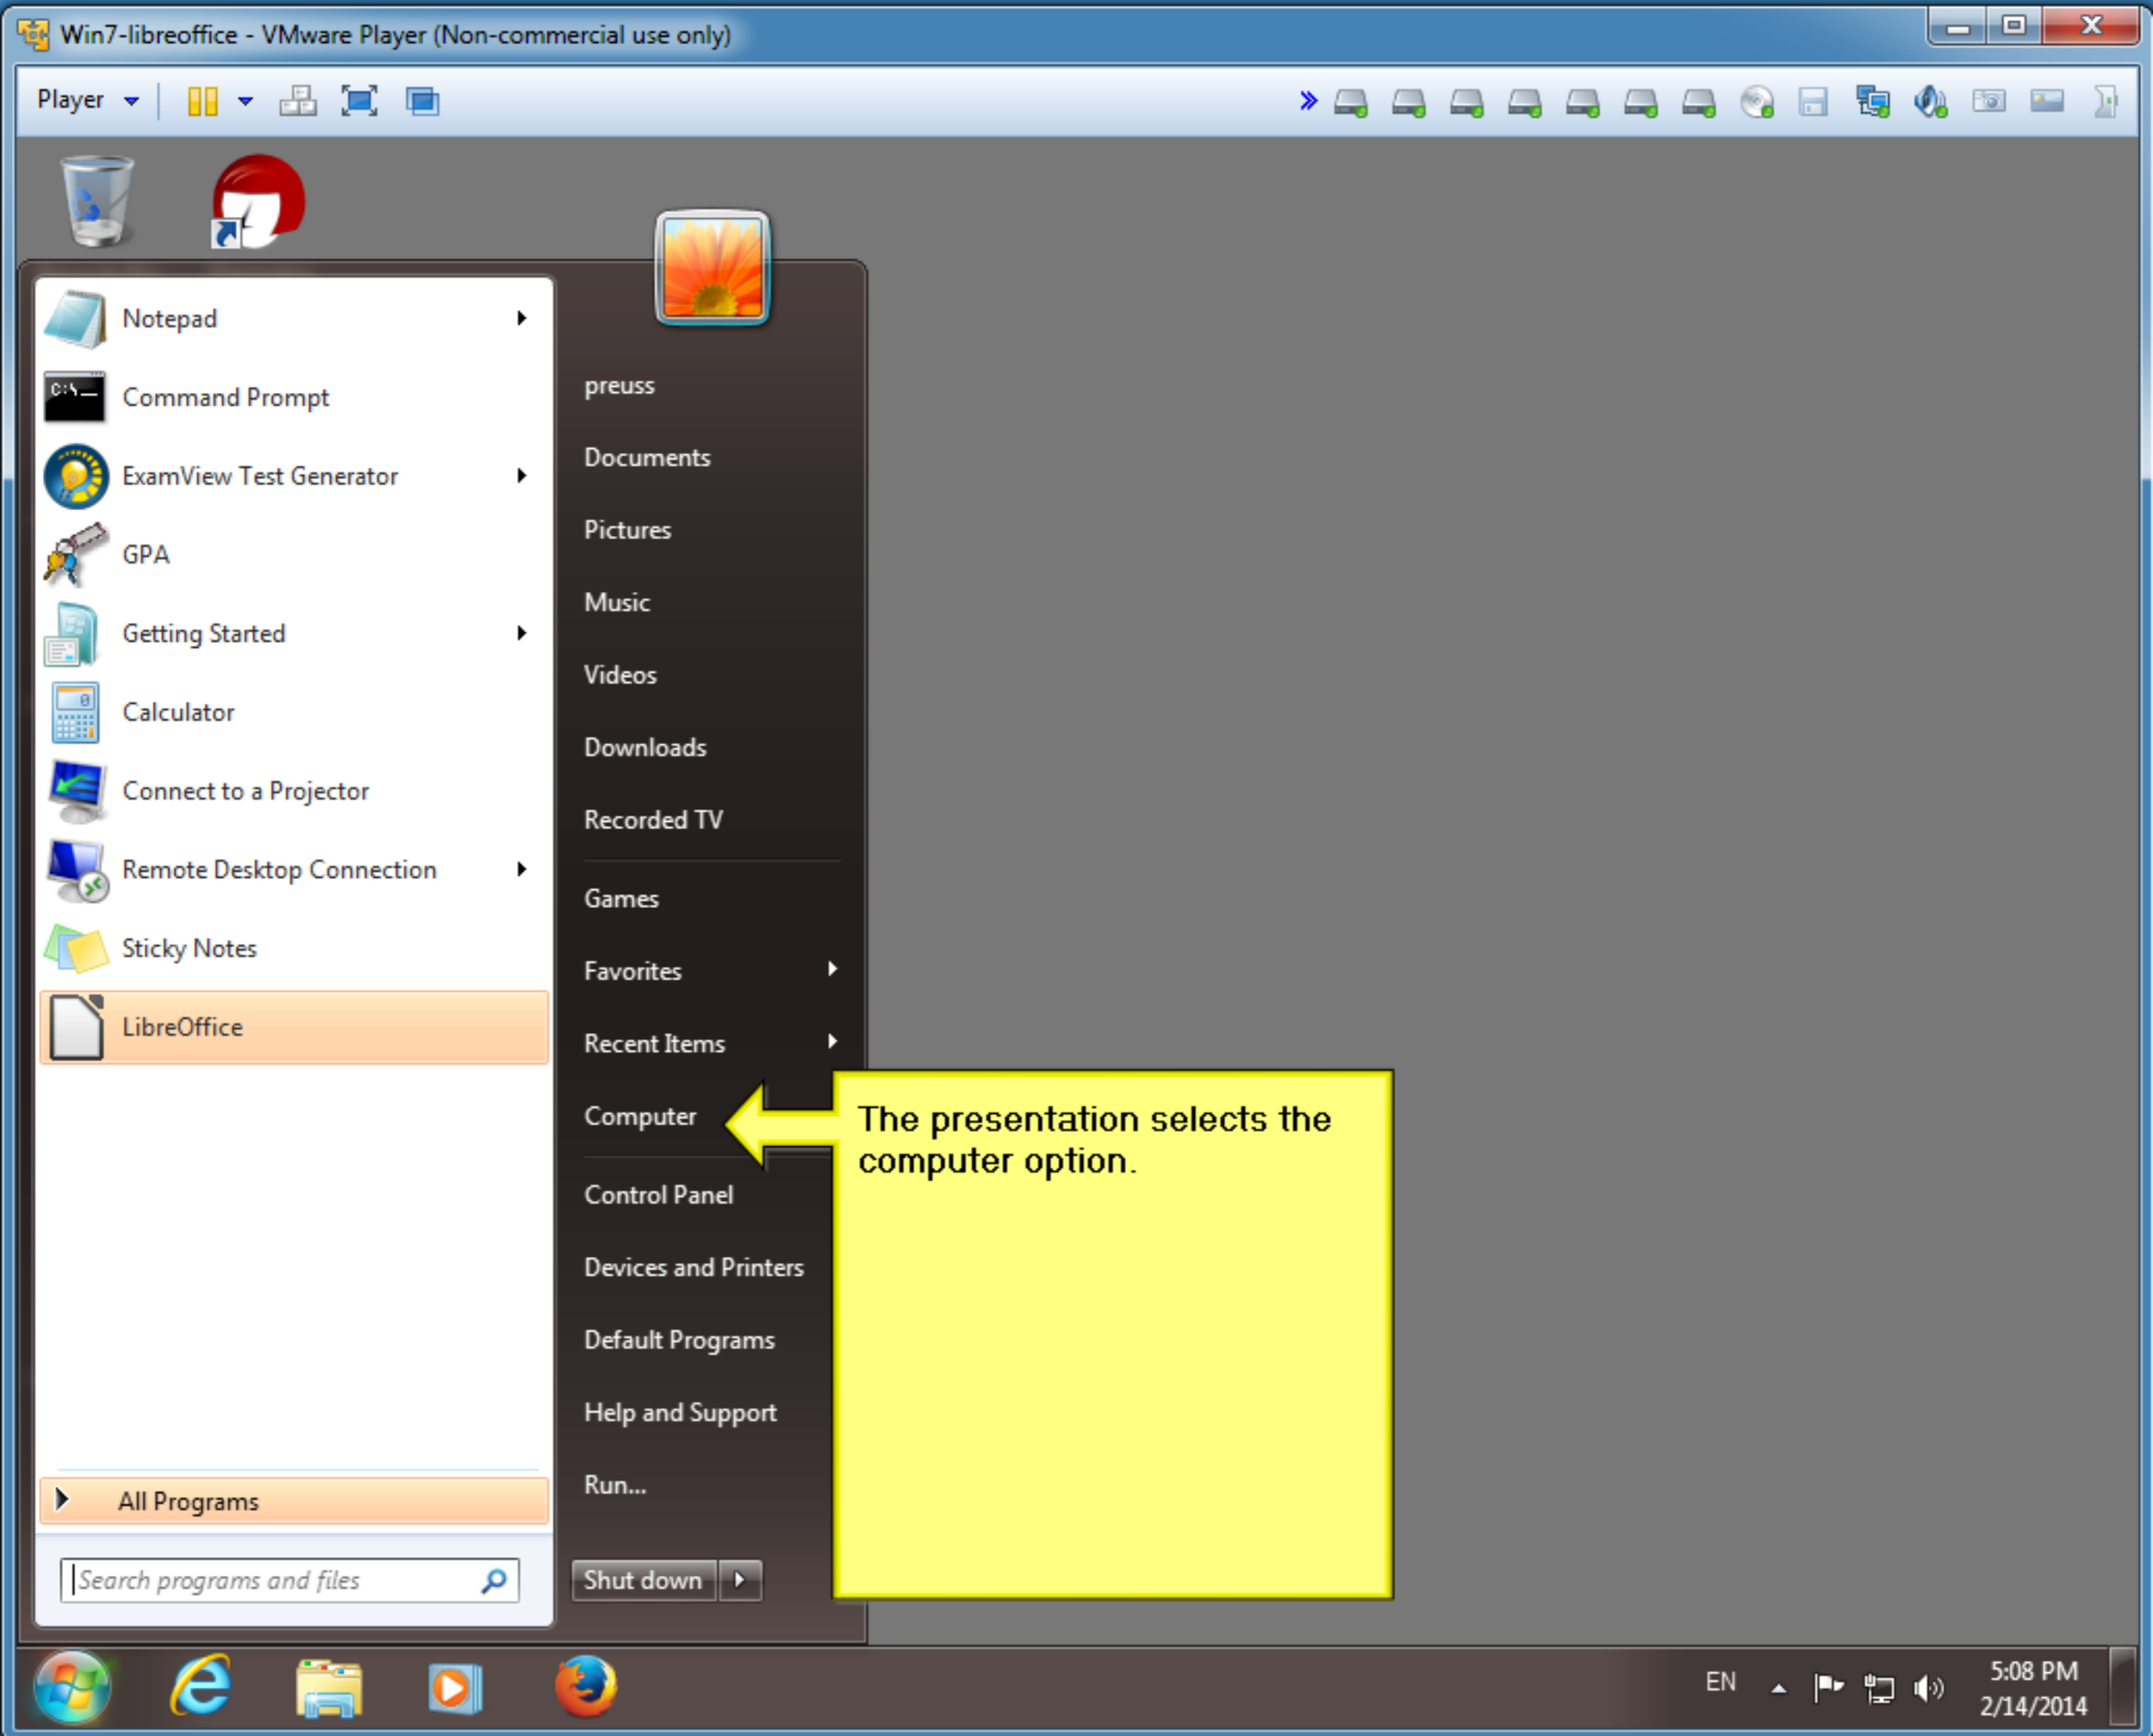 Win7-libreoffice - VMware Player (Non-commercial use only)
Player
Notepad
Command Prompt
ExamView Test Generator
GPA
Getting Started
Calculator
Connect to a Projector
Remote Desktop Connection
Sticky Notes
LibreOffice
All Programs
Search programs and files
preuss
Documents
Pictures
Music
Videos
Downloads
Recorded TV
Games
Favorites
Recent Items
Computer
Control Panel
Devices and Printers
Default Programs
Help and Support
Run...
Shut down
The presentation selects the
computer option.
EN
5:08 PM
2/14/2014